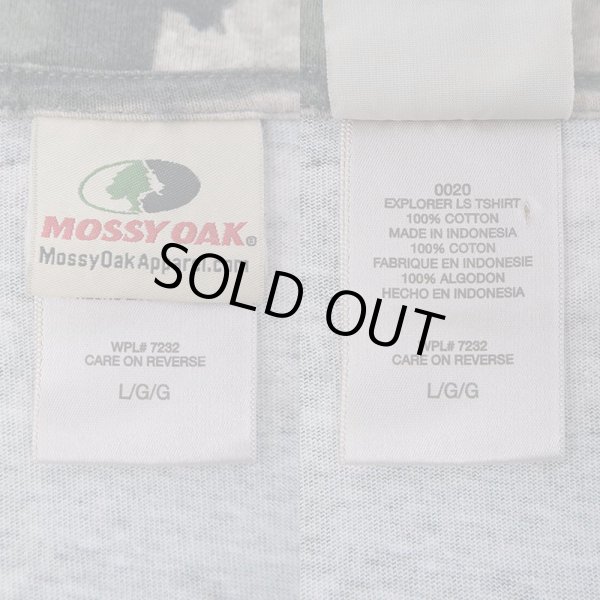 MOSSY OAK®
MossyOakApparel.com
WPL# 7232
CARE ON REVERSE
L/G/G
0020
EXPLORER LS TSHIRT
100% COTTON
MADE IN INDONESIA
100% COTON
FABRIQUE EN INDONESIE
100% ALGODON
HECHO EN INDONESIA
WPL# 7232
CARE ON REVERSE
L/G/G
SOLD OUT